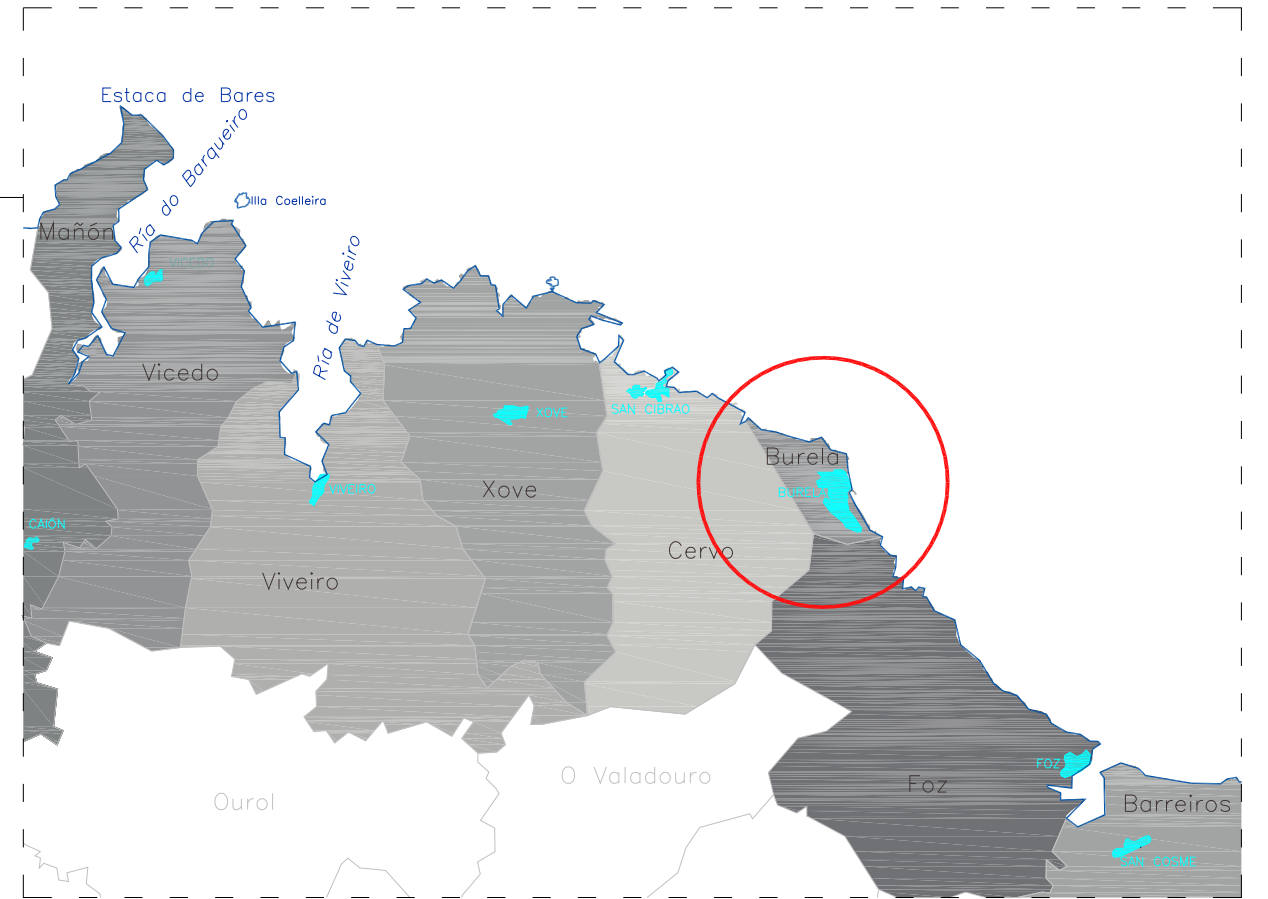 Estaca de Bares
Ría do Barqueiro
Illa Coelleira
Mañón
VICEDO
Ría de Viveiro
Vicedo
SAN CIBRAO
XOVE
Burela
BURELA
Xove
VIVEIRO
CAIÓN
Cervo
Viveiro
FOZ
O Valadouro
Foz
Ourol
Barreiros
SAN COSME